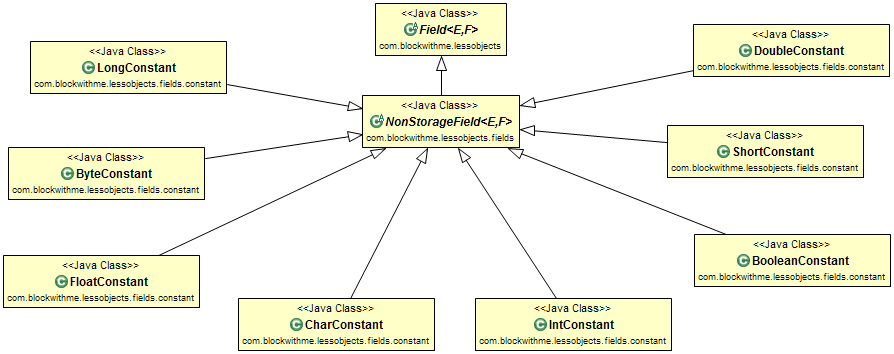 <<Java Class>>
Field<E,F>
com.blockwithme.lessobjects
<<Java Class>>
LongConstant
com.blockwithme.lessobjects.fields.constant
<<Java Class>>
DoubleConstant
com.blockwithme.lessobjects.fields.constant
<<Java Class>>
NonStorageField<E,F>
com.blockwithme.lessobjects.fields
<<Java Class>>
ByteConstant
com.blockwithme.lessobjects.fields.constant
<<Java Class>>
ShortConstant
com.blockwithme.lessobjects.fields.constant
<<Java Class>>
FloatConstant
com.blockwithme.lessobjects.fields.constant
<<Java Class>>
BooleanConstant
com.blockwithme.lessobjects.fields.constant
<<Java Class>>
CharConstant
com.blockwithme.lessobjects.fields.constant
<<Java Class>>
IntConstant
com.blockwithme.lessobjects.fields.constant